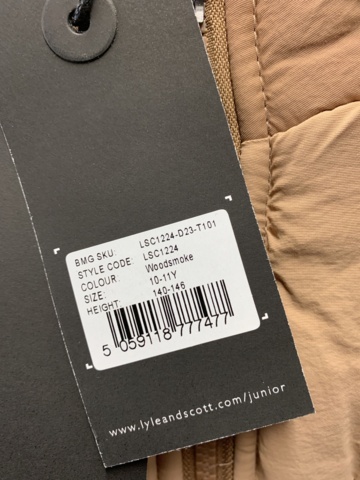 BMG SKU: LSC1224-D23-T101
STYLE CODE: LSC1224
COLOUR: Woodsmoke
SIZE: 10-11Y
HEIGHT: 140-146
5 059118 777477
www.lyleandscott.com/junior